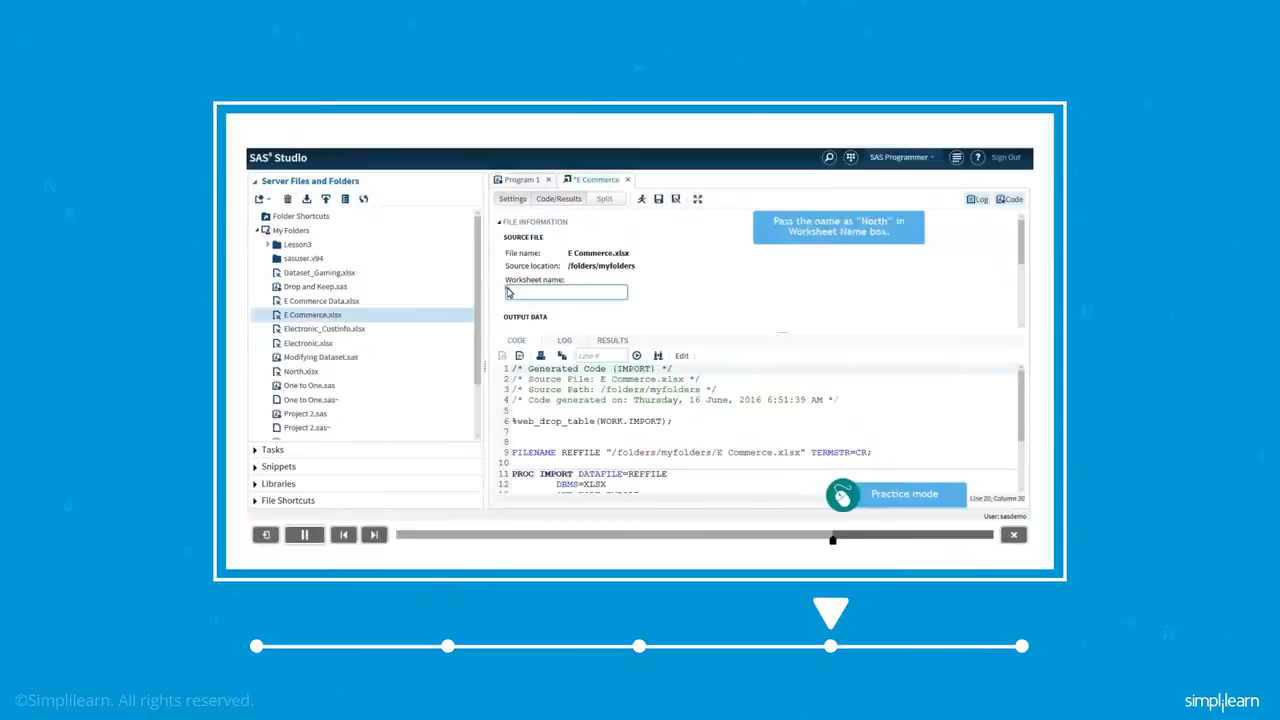 SAS® Studio
SAS Programmer
Sign Out
Server Files and Folders
Folder Shortcuts
My Folders
Lesson3
sasuser.v94
Dataset_Gaming.xlsx
Drop and Keep.sas
E Commerce Data.xlsx
E Commerce.xlsx
Electronic_CustInfo.xlsx
Electronic.xlsx
Modifying Dataset.sas
North.xlsx
One to One.sas
One to One.sas~
Project 2.sas
Project 2.sas~
Tasks
Snippets
Libraries
File Shortcuts
Program 1
*E Commerce
Settings
Code/Results
Split
Log
Code
FILE INFORMATION
Pass the name as "North" in
Worksheet Name box.
SOURCE FILE
File name: E Commerce.xlsx
Source location: /folders/myfolders
Worksheet name:
OUTPUT DATA
CODE LOG RESULTS
Line #
Edit
1 /* Generated Code (IMPORT) */
2 /* Source File: E Commerce.xlsx */
3 /* Source Path: /folders/myfolders */
4 /* Code generated on: Thursday, 16 June, 2016 6:51:39 AM */
5
6 %web_drop_table(WORK.IMPORT);
7
8
9 FILENAME REFFILE "/folders/myfolders/E Commerce.xlsx" TERMSTR=CR;
10
11 PROC IMPORT DATAFILE=REFFILE
12 DBMS=XLSX
Practice mode
Line 20, Column 30
User: sasdemo
©Simplilearn. All rights reserved.
simplilearn